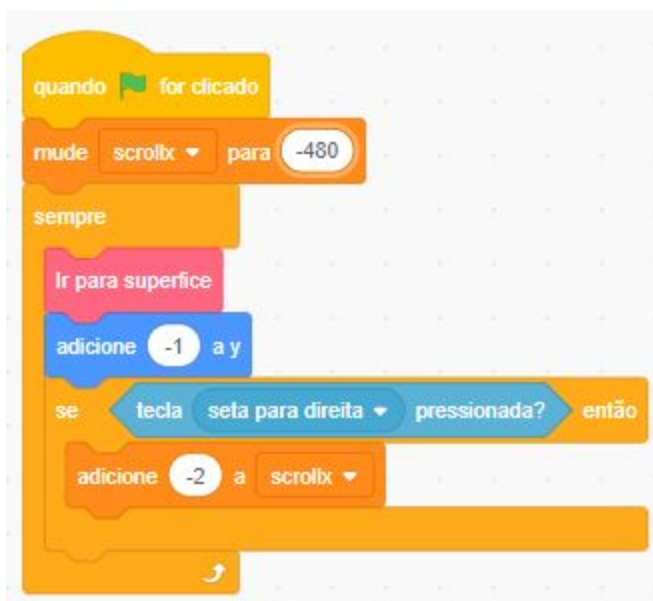 quando for clicado
mude scrollx para -480
sempre
Ir para superfice
adicione -1 a y
se tecla seta para direita pressionada? então
adicione -2 a scrollx